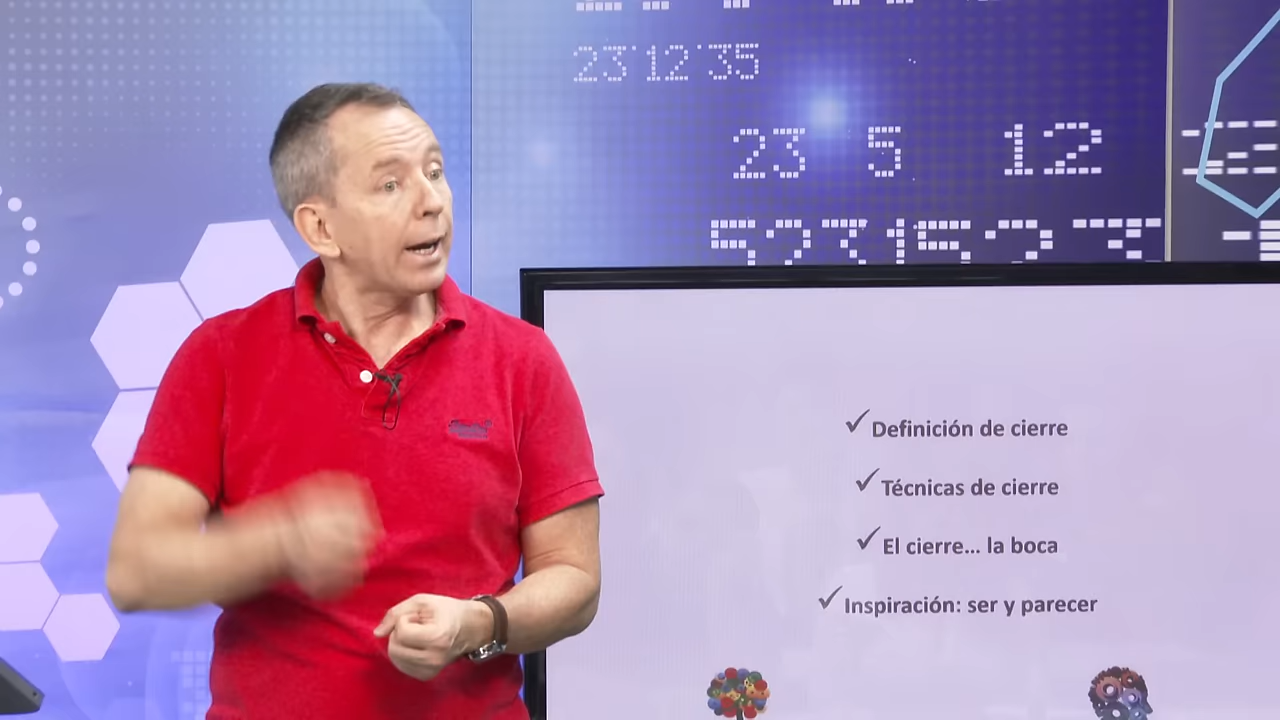 23 12 35
23 5 12
✓ Definición de cierre
✓ Técnicas de cierre
✓ El cierre... la boca
✓ Inspiración: ser y parecer